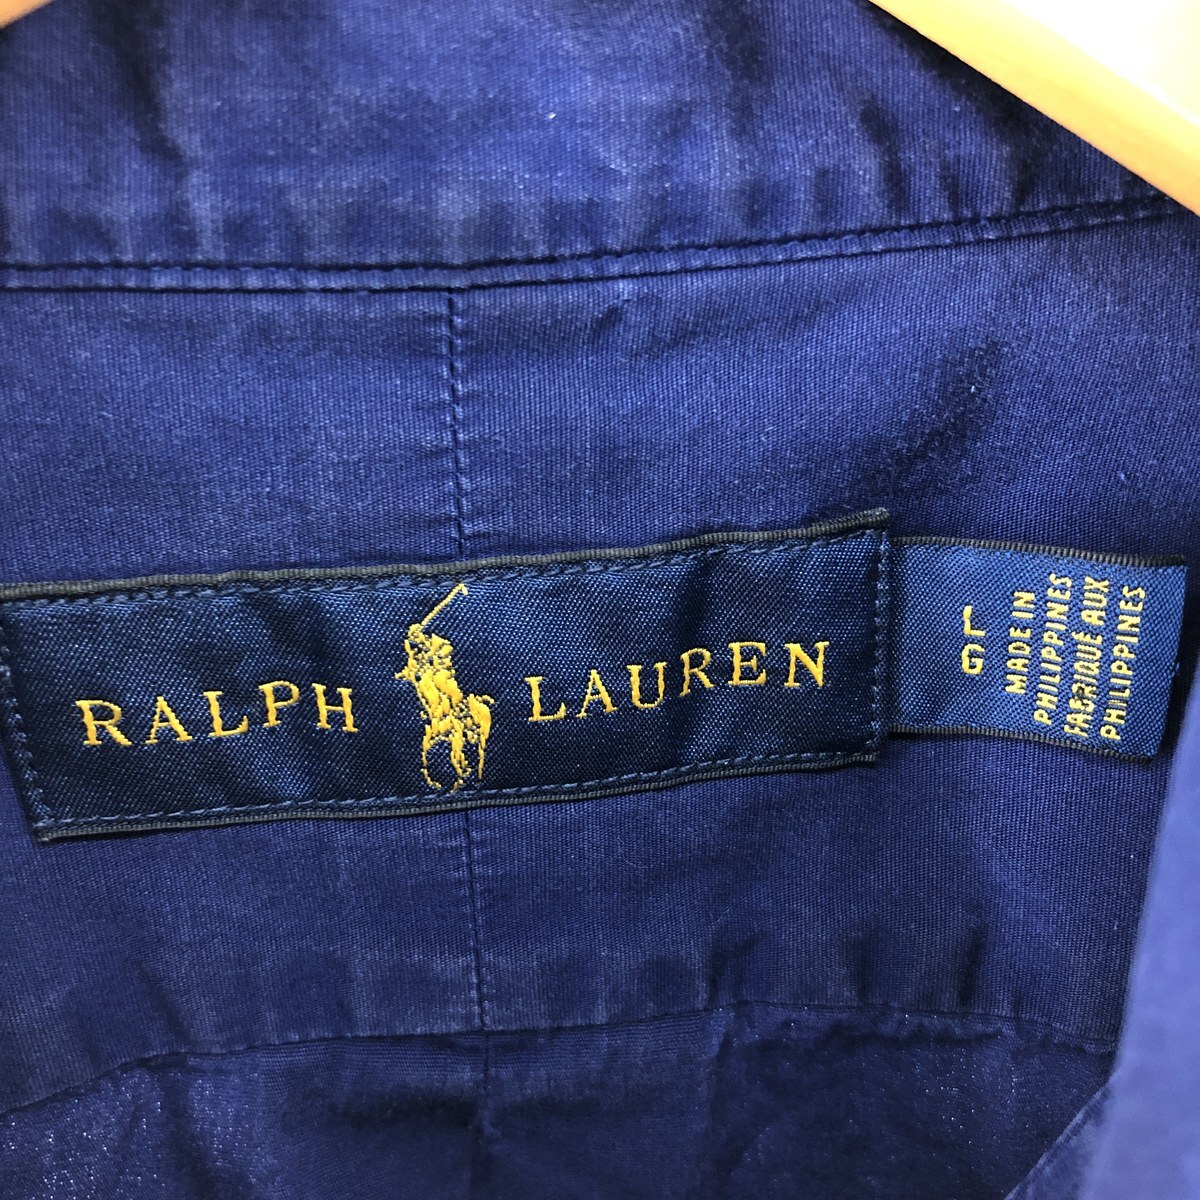 RALPH LAUREN
L
G
MADE IN
PHILIPPINES
FABRIQUÉ AUX
PHILIPPINES